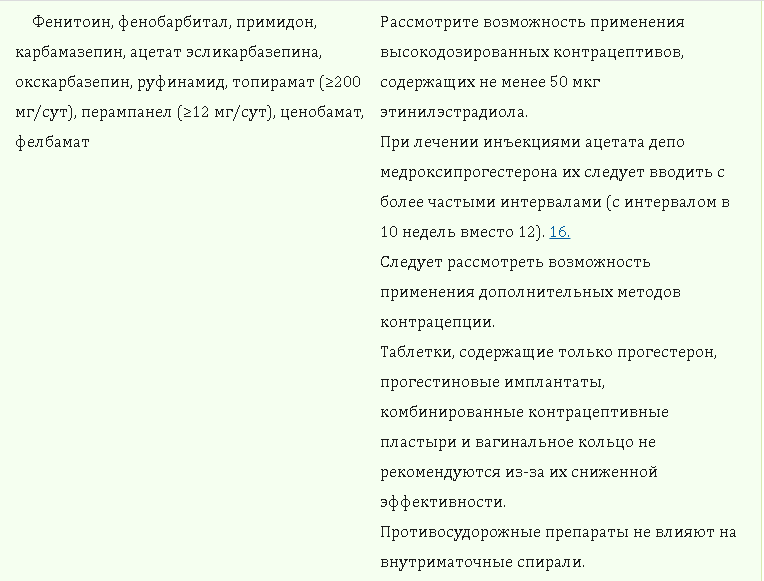 Фенитоин, фенобарбитал, примидон,
карбамазепин, ацетат эсликарбазепина,
окскарбазепин, руфинамид, топирамат (≥200
мг/сут), перампанел (≥12 мг/сут), ценобамат,
фелбамат
Рассмотрите возможность применения
высокодозированных контрацептивов,
содержащих не менее 50 мкг
этинилэстрадиола.
При лечении инъекциями ацетата депо
медроксипрогестерона их следует вводить с
более частыми интервалами (с интервалом в
10 недель вместо 12). 16.
Следует рассмотреть возможность
применения дополнительных методов
контрацепции.
Таблетки, содержащие только прогестерон,
прогестиновые имплантаты,
комбинированные контрацептивные
пластыри и вагинальное кольцо не
рекомендуются из-за их сниженной
эффективности.
Противосудорожные препараты не влияют на
внутриматочные спирали.